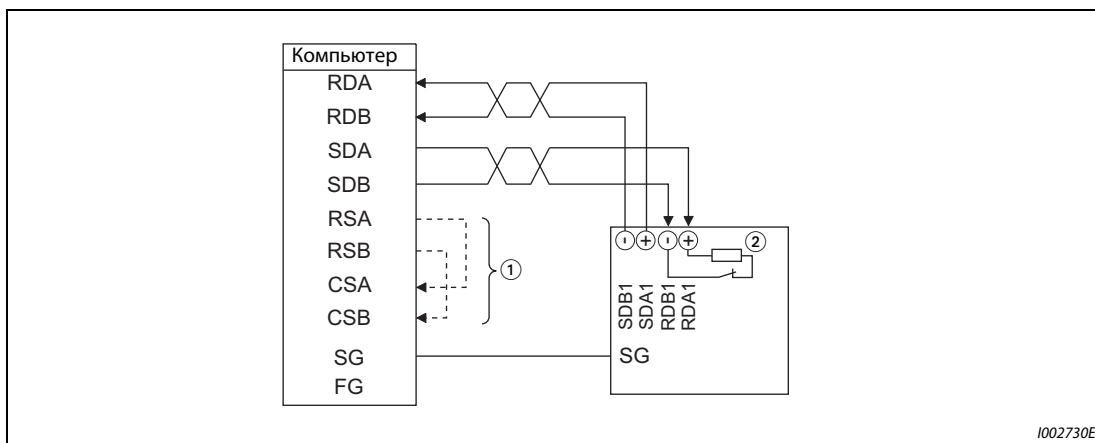 Компьютер
RDA
RDB
SDA
SDB
RSA
RSB
CSA
CSB
SG
FG
①
- + - +
②
SDB1
SDA1
RDB1
RDA1
SG
I002730E